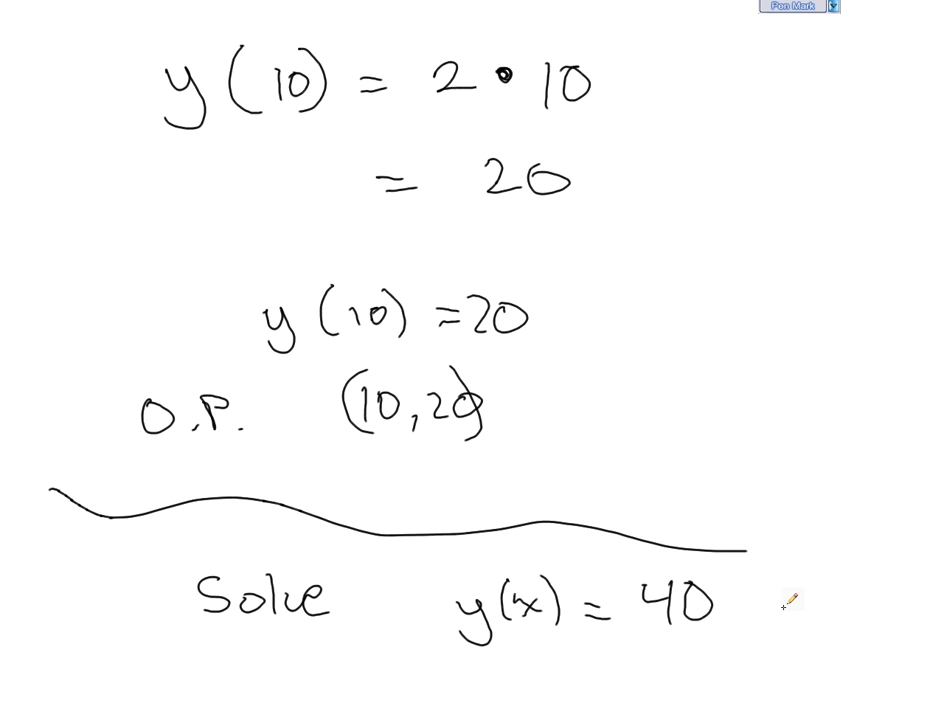 Pen Mark
y(10) = 2 • 10
= 20
y(10) = 20
O.P. (10, 20)
Solve y(x) = 40